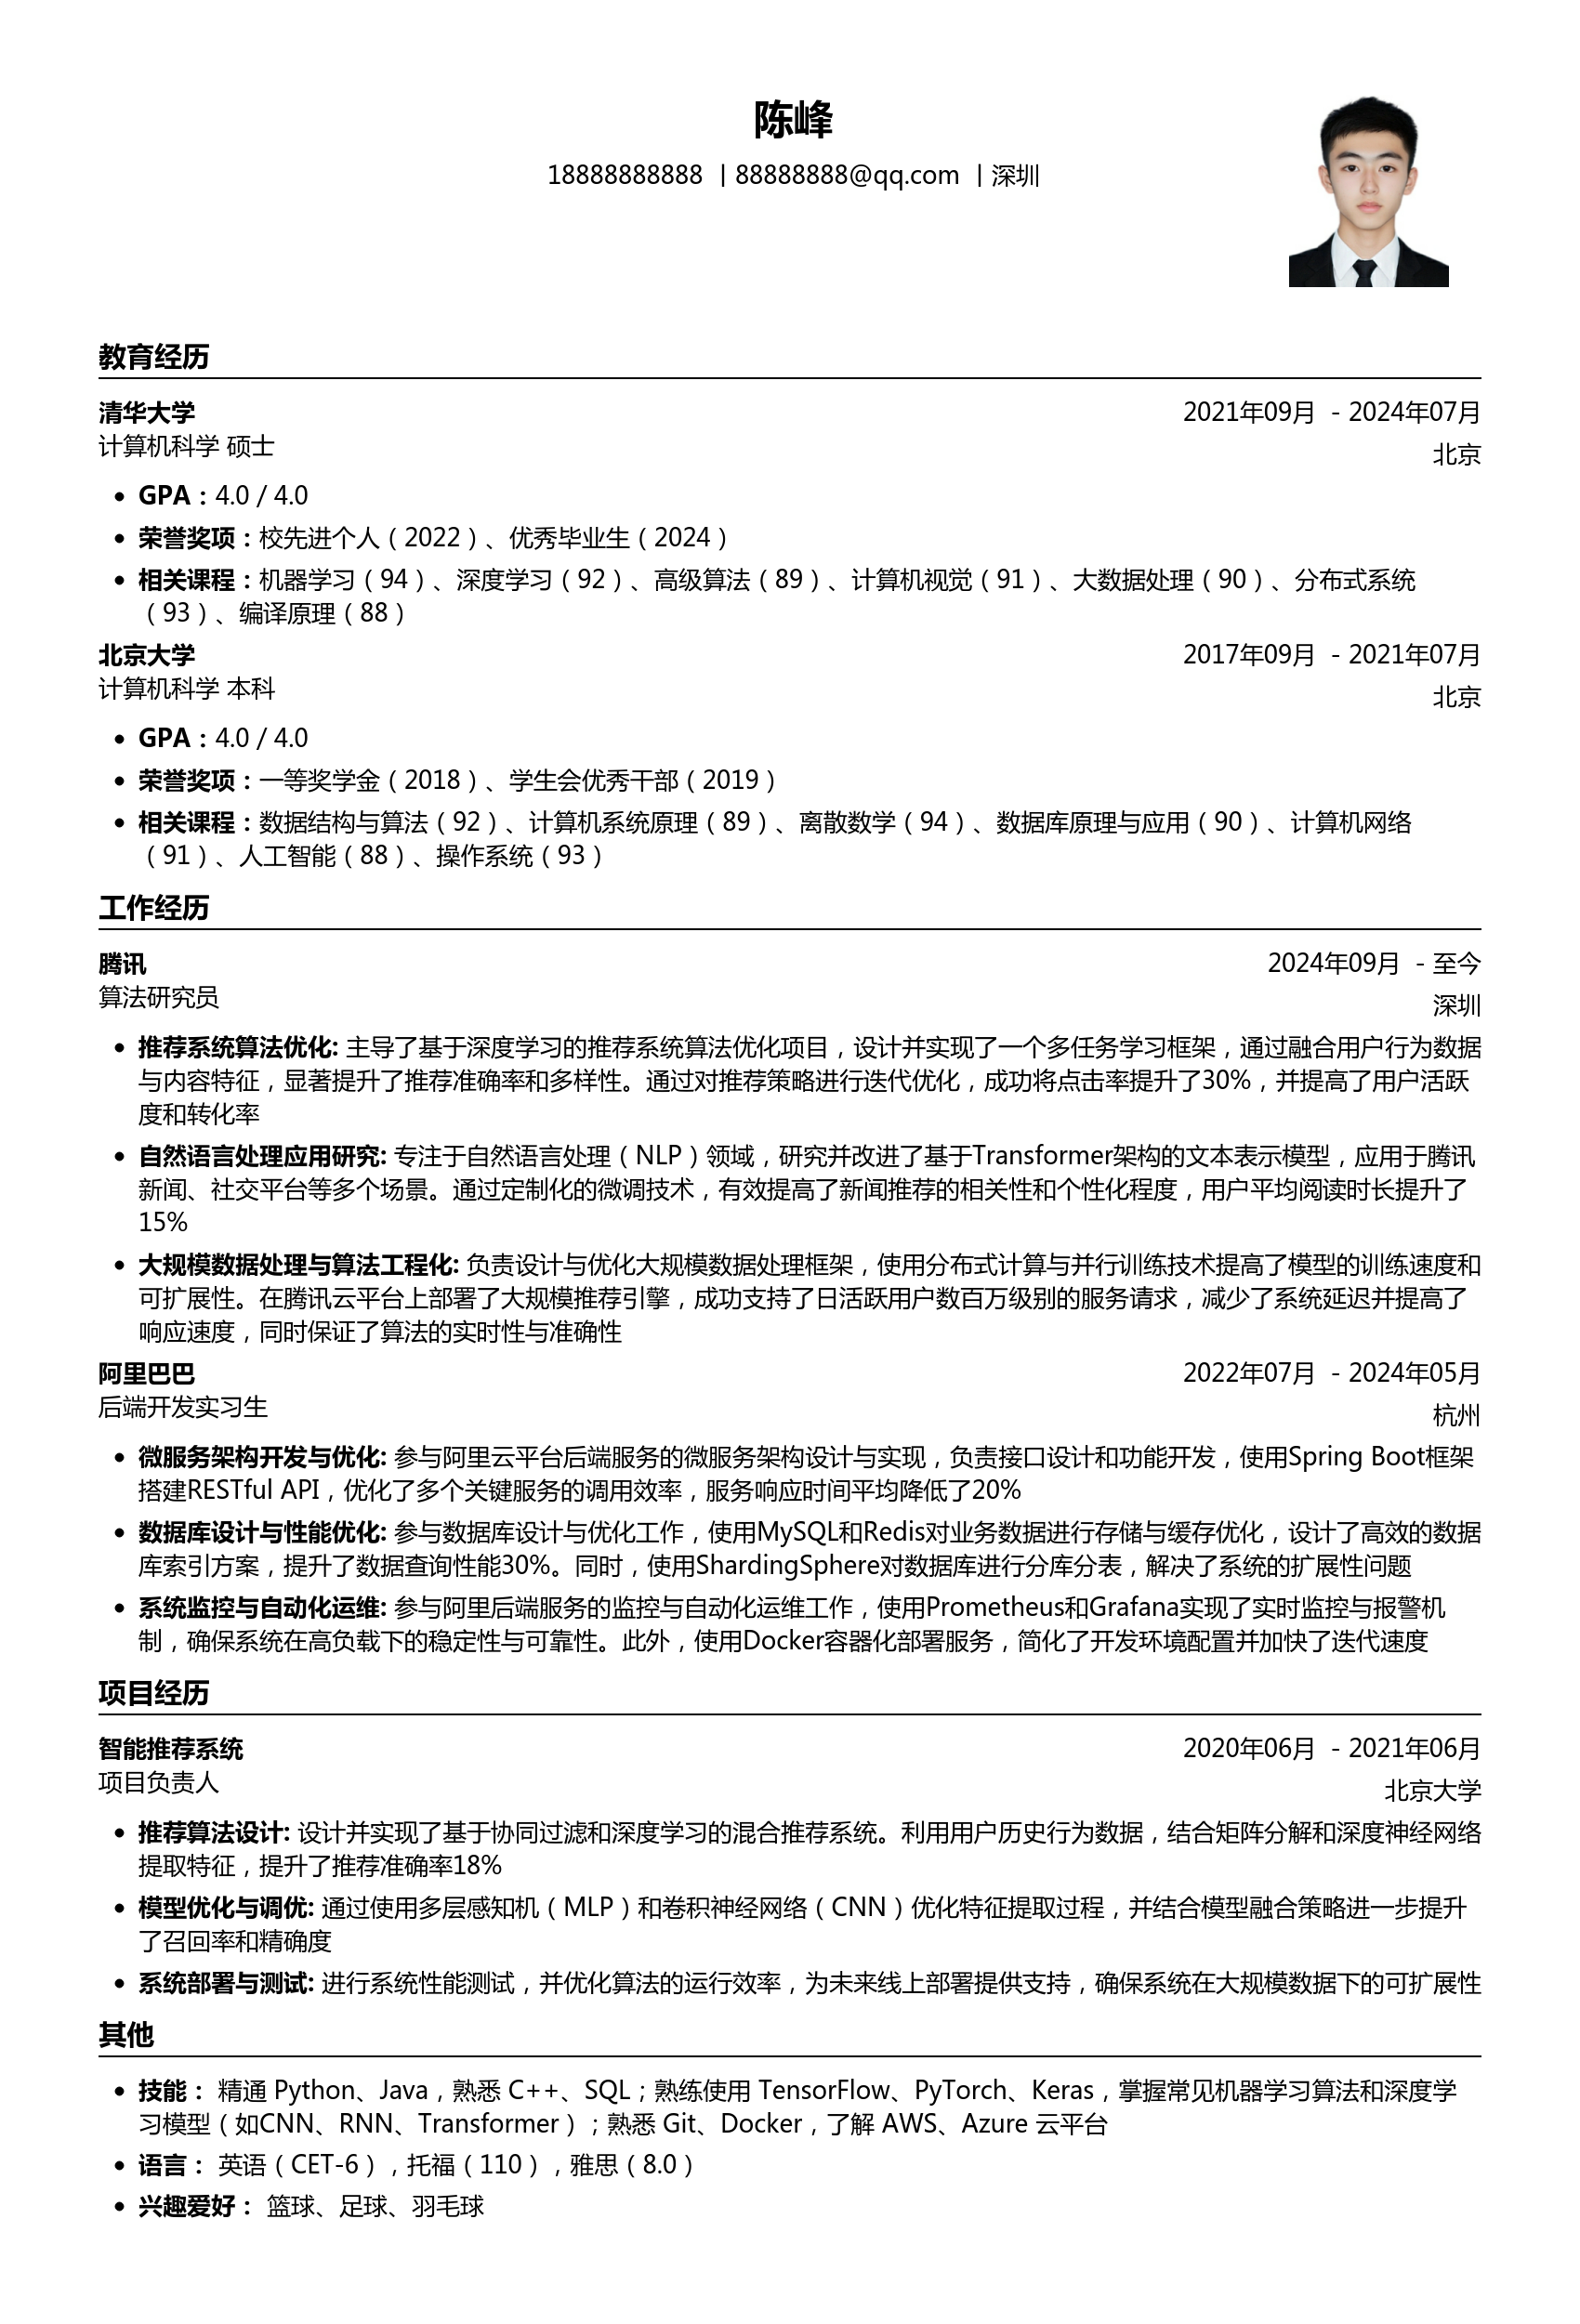 陈峰
18888888888 | 88888888@qq.com | 深圳
教育经历
清华大学 2021年09月 - 2024年07月
计算机科学 硕士 北京
• GPA：4.0 / 4.0
• 荣誉奖项：校先进个人（2022）、优秀毕业生（2024）
• 相关课程：机器学习（94）、深度学习（92）、高级算法（89）、计算机视觉（91）、大数据处理（90）、分布式系统
（93）、编译原理（88）
北京大学 2017年09月 - 2021年07月
计算机科学 本科 北京
• GPA：4.0 / 4.0
• 荣誉奖项：一等奖学金（2018）、学生会优秀干部（2019）
• 相关课程：数据结构与算法（92）、计算机系统原理（89）、离散数学（94）、数据库原理与应用（90）、计算机网络
（91）、人工智能（88）、操作系统（93）
工作经历
腾讯 2024年09月 - 至今
算法研究员 深圳
• 推荐系统算法优化: 主导了基于深度学习的推荐系统算法优化项目，设计并实现了一个多任务学习框架，通过融合用户行为数据
与内容特征，显著提升了推荐准确率和多样性。通过对推荐策略进行迭代优化，成功将点击率提升了30%，并提高了用户活跃
度和转化率
• 自然语言处理应用研究: 专注于自然语言处理（NLP）领域，研究并改进了基于Transformer架构的文本表示模型，应用于腾讯
新闻、社交平台等多个场景。通过定制化的微调技术，有效提高了新闻推荐的相关性和个性化程度，用户平均阅读时长提升了
15%
• 大规模数据处理与算法工程化: 负责设计与优化大规模数据处理框架，使用分布式计算与并行训练技术提高了模型的训练速度和
可扩展性。在腾讯云平台上部署了大规模推荐引擎，成功支持了日活跃用户数百万级别的服务请求，减少了系统延迟并提高了
响应速度，同时保证了算法的实时性与准确性
阿里巴巴 2022年07月 - 2024年05月
后端开发实习生 杭州
• 微服务架构开发与优化: 参与阿里云平台后端服务的微服务架构设计与实现，负责接口设计和功能开发，使用Spring Boot框架
搭建RESTful API，优化了多个关键服务的调用效率，服务响应时间平均降低了20%
• 数据库设计与性能优化: 参与数据库设计与优化工作，使用MySQL和Redis对业务数据进行存储与缓存优化，设计了高效的数据
库索引方案，提升了数据查询性能30%。同时，使用ShardingSphere对数据库进行分库分表，解决了系统的扩展性问题
• 系统监控与自动化运维: 参与阿里后端服务的监控与自动化运维工作，使用Prometheus和Grafana实现了实时监控与报警机
制，确保系统在高负载下的稳定性与可靠性。此外，使用Docker容器化部署服务，简化了开发环境配置并加快了迭代速度
项目经历
智能推荐系统 2020年06月 - 2021年06月
项目负责人 北京大学
• 推荐算法设计: 设计并实现了基于协同过滤和深度学习的混合推荐系统。利用用户历史行为数据，结合矩阵分解和深度神经网络
提取特征，提升了推荐准确率18%
• 模型优化与调优: 通过使用多层感知机（MLP）和卷积神经网络（CNN）优化特征提取过程，并结合模型融合策略进一步提升
了召回率和精确度
• 系统部署与测试: 进行系统性能测试，并优化算法的运行效率，为未来线上部署提供支持，确保系统在大规模数据下的可扩展性
其他
• 技能： 精通 Python、Java，熟悉 C++、SQL；熟练使用 TensorFlow、PyTorch、Keras，掌握常见机器学习算法和深度学
习模型（如CNN、RNN、Transformer）；熟悉 Git、Docker，了解 AWS、Azure 云平台
• 语言： 英语（CET-6），托福（110），雅思（8.0）
• 兴趣爱好： 篮球、足球、羽毛球